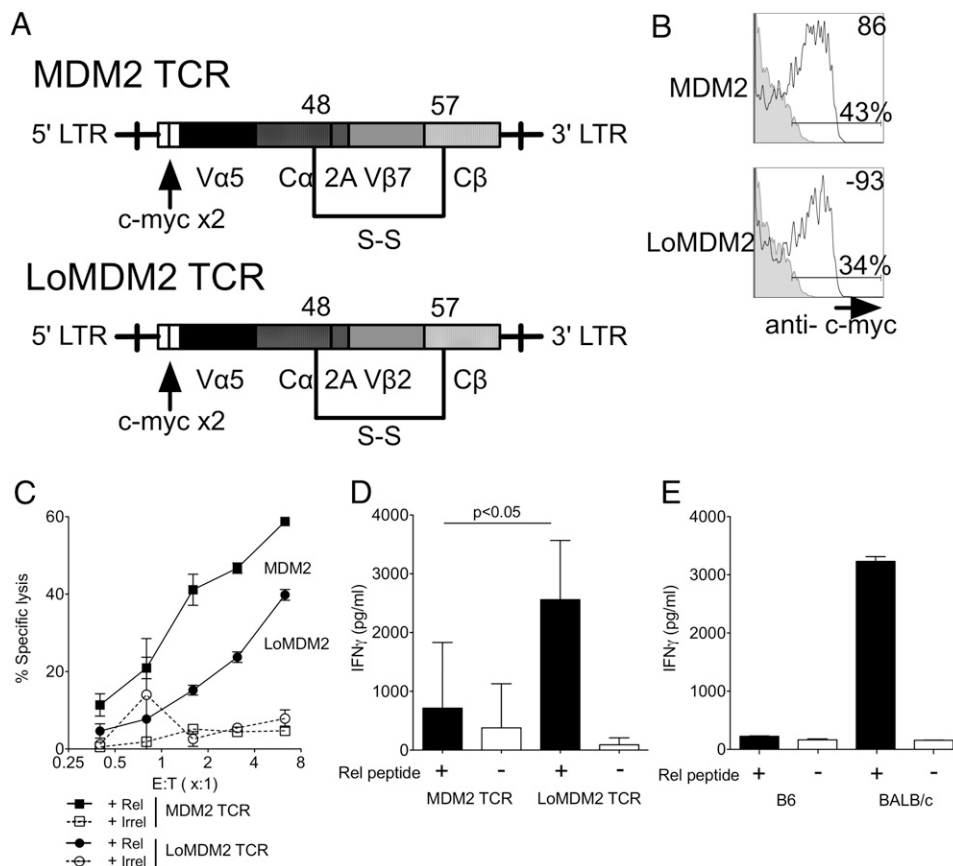 A
MDM2 TCR
48 57
5' LTR 3' LTR
Vα5 Cα 2A Vβ7 Cβ
c-myc x2
S-S
LoMDM2 TCR
48 57
5' LTR 3' LTR
Vα5 Cα 2A Vβ2 Cβ
c-myc x2
S-S
B
MDM2
86
43%
LoMDM2
-93
34%
anti- c-myc
C
% Specific lysis
60
40
20
0
MDM2
LoMDM2
0.25 0.5 1 2 4 8
E:T ( x:1)
+ Rel
+ Irrel
MDM2 TCR
+ Rel
+ Irrel
LoMDM2 TCR
D
p<0.05
IFNγ (pg/ml)
4000
3000
2000
1000
0
Rel peptide + - + -
MDM2 TCR LoMDM2 TCR
E
IFNγ (pg/ml)
4000
3000
2000
1000
0
Rel peptide + - + -
B6 BALB/c